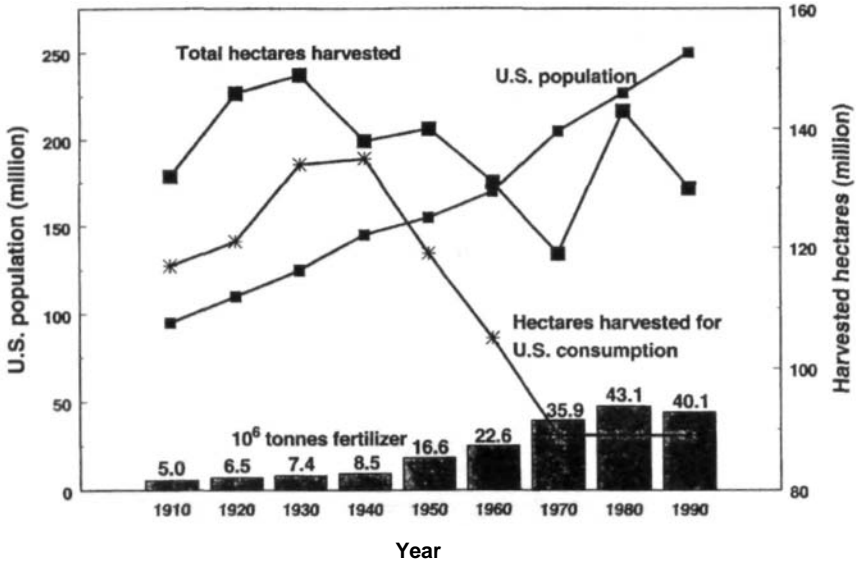 Total hectares harvested
U.S. population
Hectares harvested for
U.S. consumption
10⁶ tonnes fertilizer
5.0 6.5 7.4 8.5 16.6 22.6 35.9 43.1 40.1
U.S. population (million)
250
200
150
100
50
0
Harvested hectares (million)
160
140
120
100
80
1910 1920 1930 1940 1950 1960 1970 1980 1990
Year